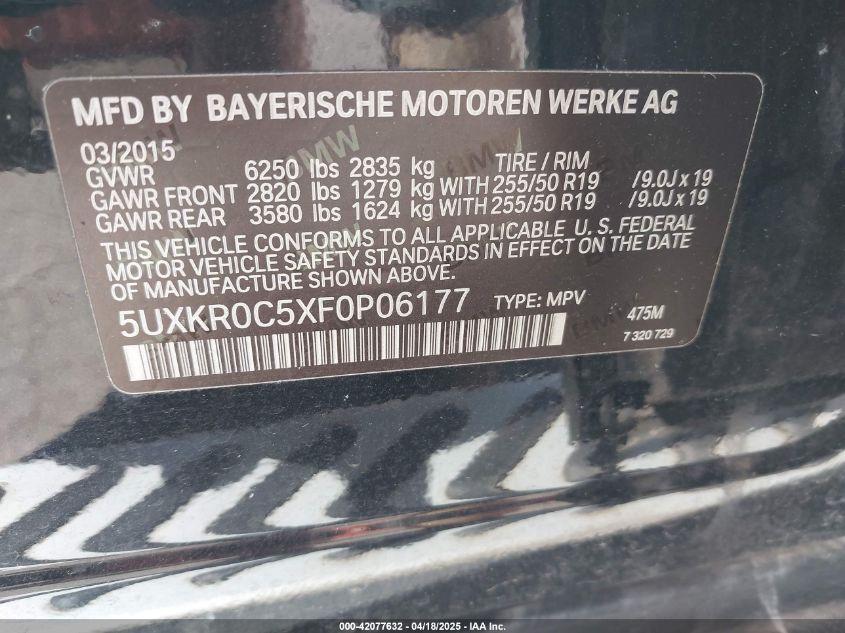 MFD BY BAYERISCHE MOTOREN WERKE AG
03/2015
GVWR 6250 lbs 2835 kg TIRE / RIM
GAWR FRONT 2820 lbs 1279 kg WITH 255/50 R19 /9.0J x 19
GAWR REAR 3580 lbs 1624 kg WITH 255/50 R19 /9.0J x 19
THIS VEHICLE CONFORMS TO ALL APPLICABLE U. S. FEDERAL
MOTOR VEHICLE SAFETY STANDARDS IN EFFECT ON THE DATE
OF MANUFACTURE SHOWN ABOVE.
5UXKR0C5XF0P06177 TYPE: MPV 475M
7 320 729
000-42077632 - 04/18/2025 - IAA Inc.